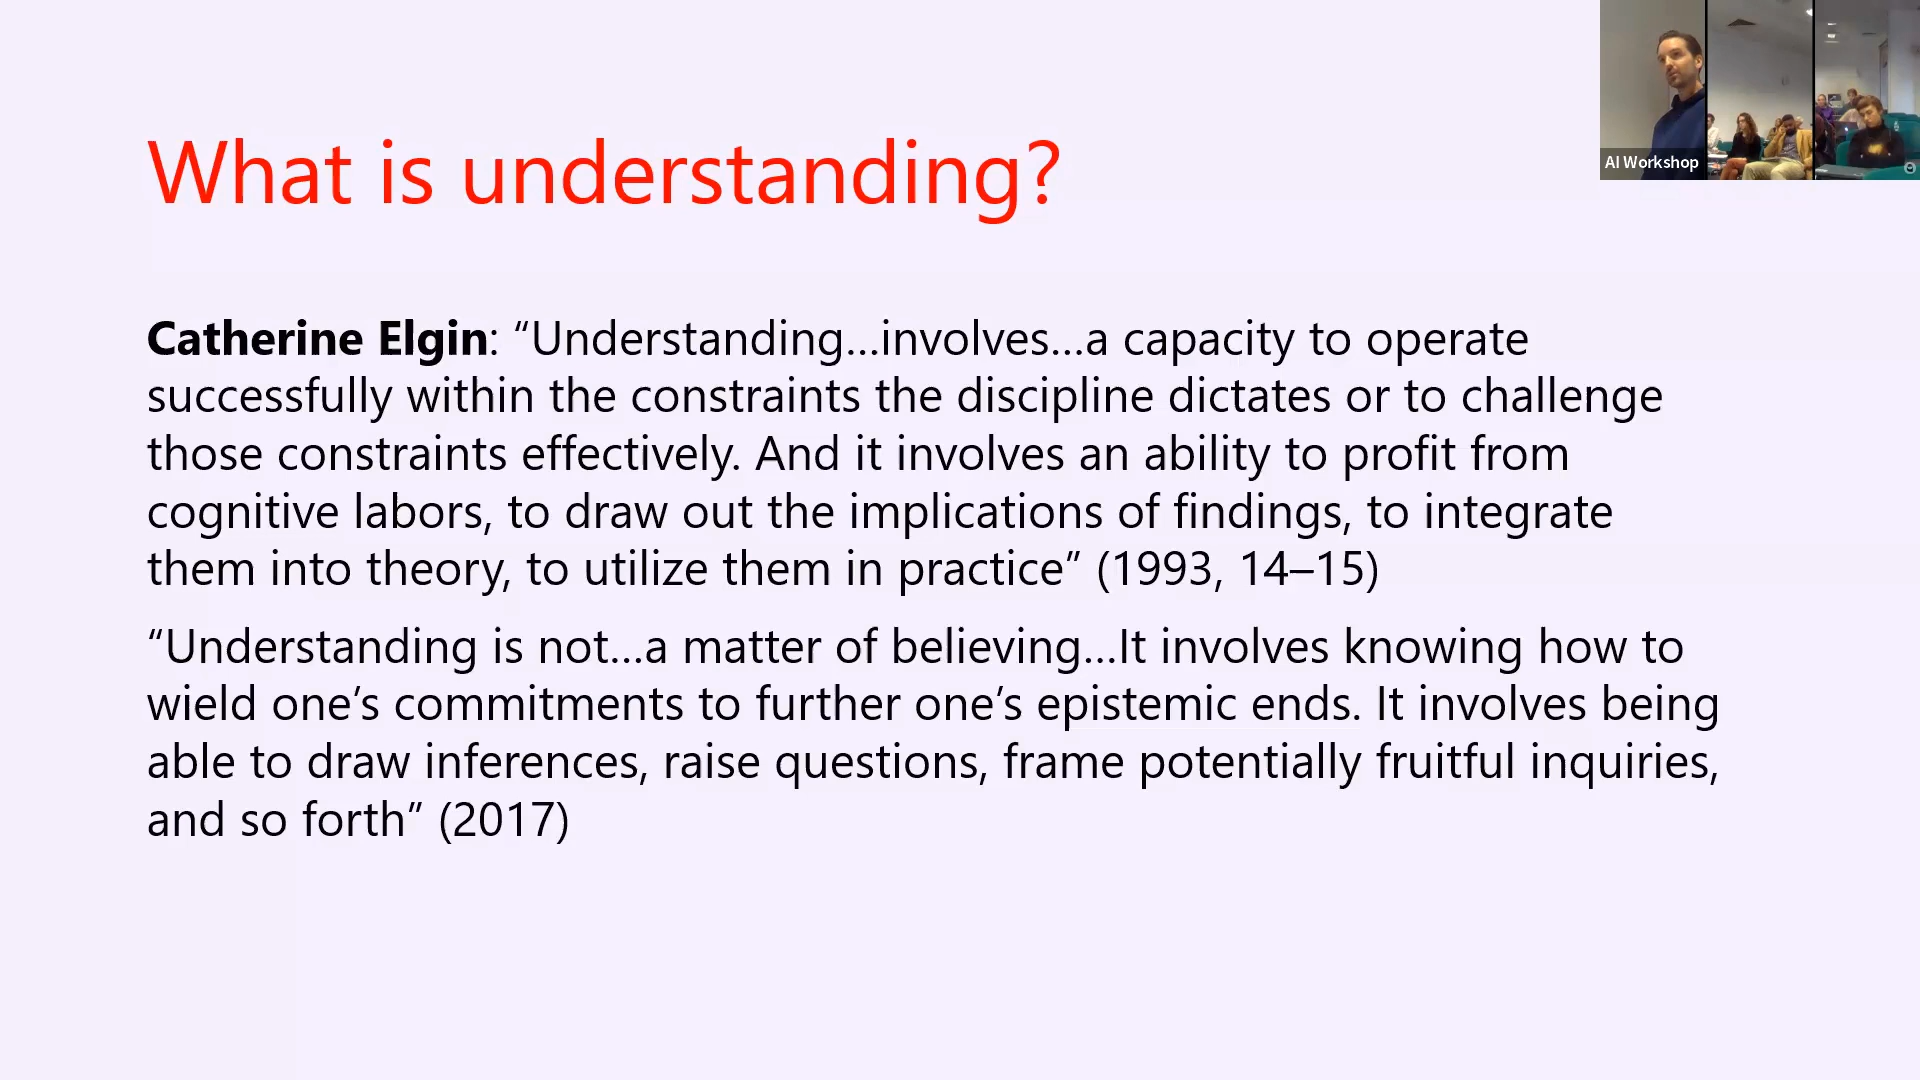 AI Workshop
What is understanding?
Catherine Elgin: “Understanding…involves…a capacity to operate
successfully within the constraints the discipline dictates or to challenge
those constraints effectively. And it involves an ability to profit from
cognitive labors, to draw out the implications of findings, to integrate
them into theory, to utilize them in practice” (1993, 14–15)
“Understanding is not…a matter of believing…It involves knowing how to
wield one’s commitments to further one’s epistemic ends. It involves being
able to draw inferences, raise questions, frame potentially fruitful inquiries,
and so forth” (2017)